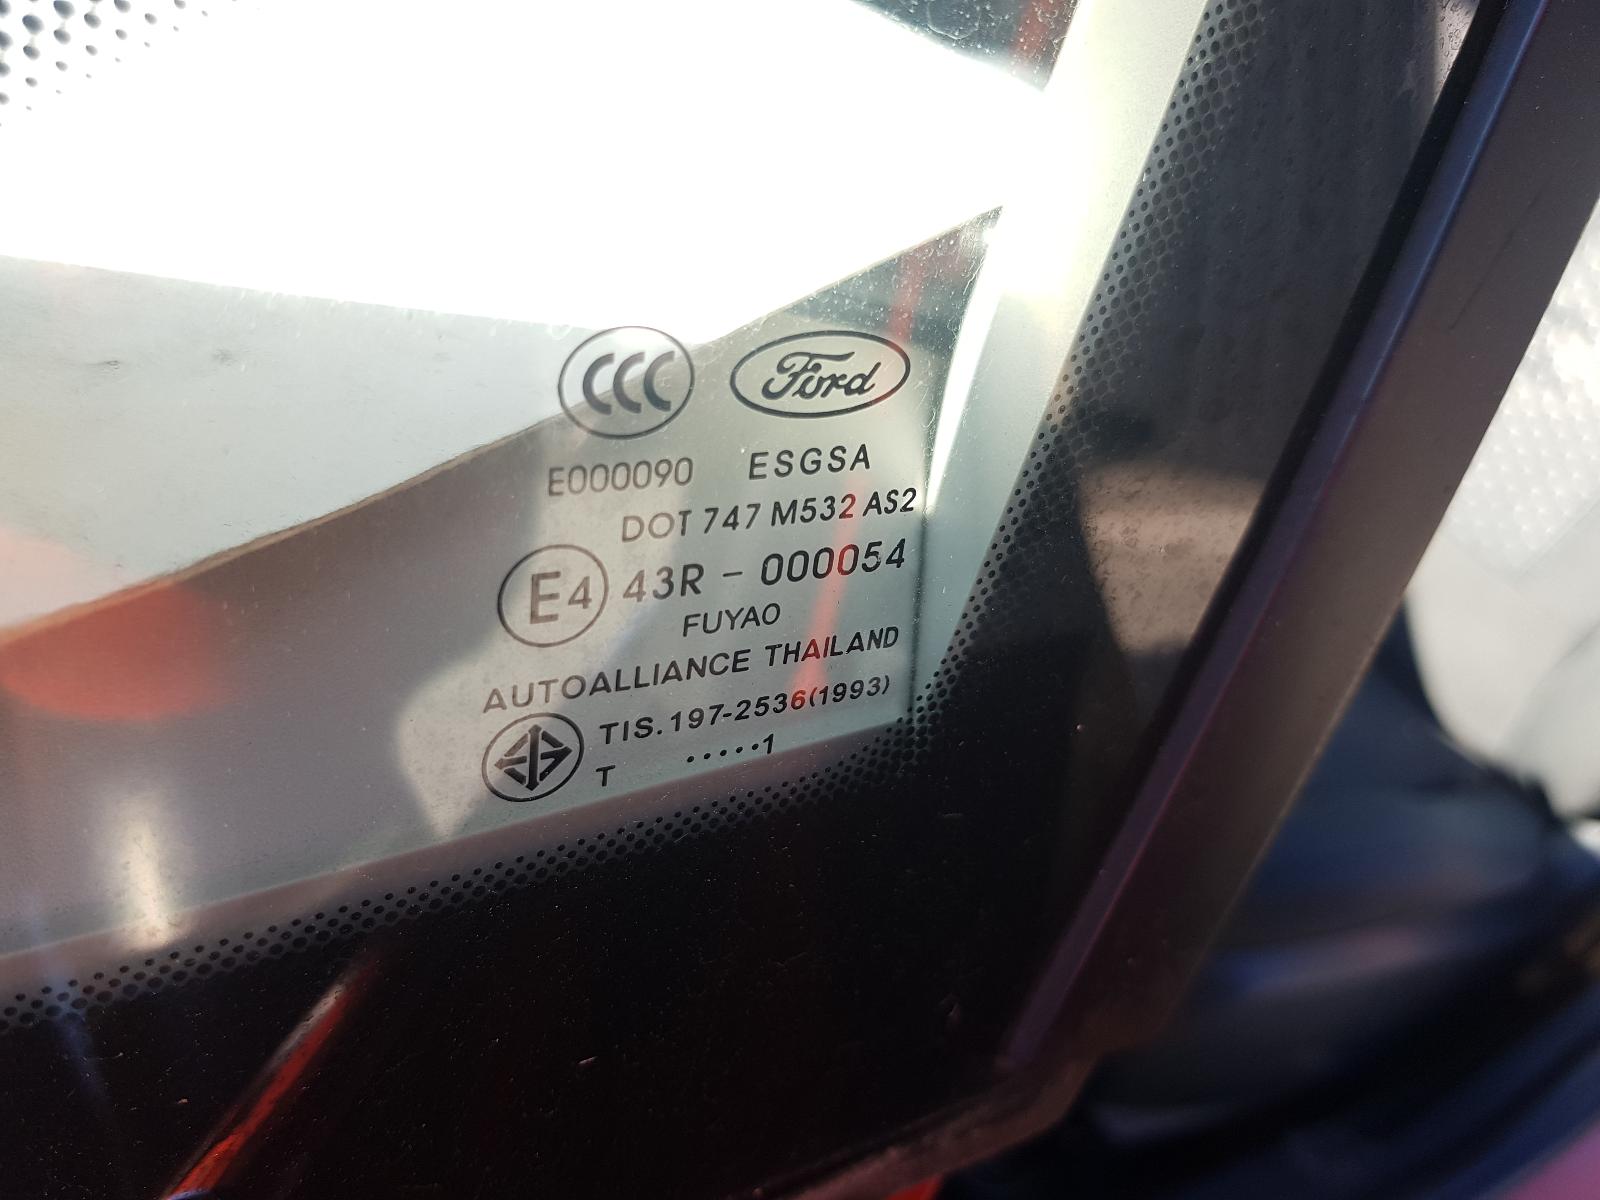 CCC Ford
E000090 ESGSA
DOT 747 M532 AS2
E4 43R - 000054
FUYAO
AUTOALLIANCE THAILAND
TIS.197-2536(1993)
T .....1